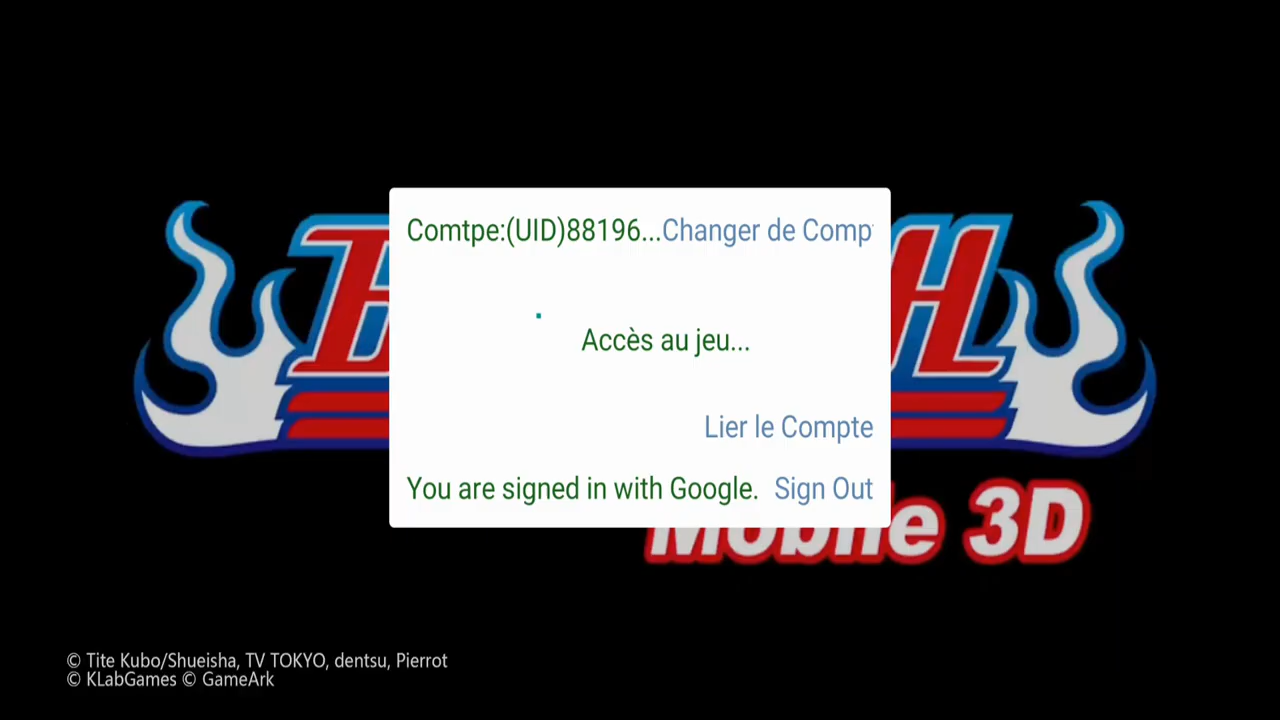 Comtpe:(UID)88196...Changer de Comp
Accès au jeu...
Lier le Compte
You are signed in with Google. Sign Out
Mobile 3D
© Tite Kubo/Shueisha, TV TOKYO, dentsu, Pierrot
© KLabGames © GameArk